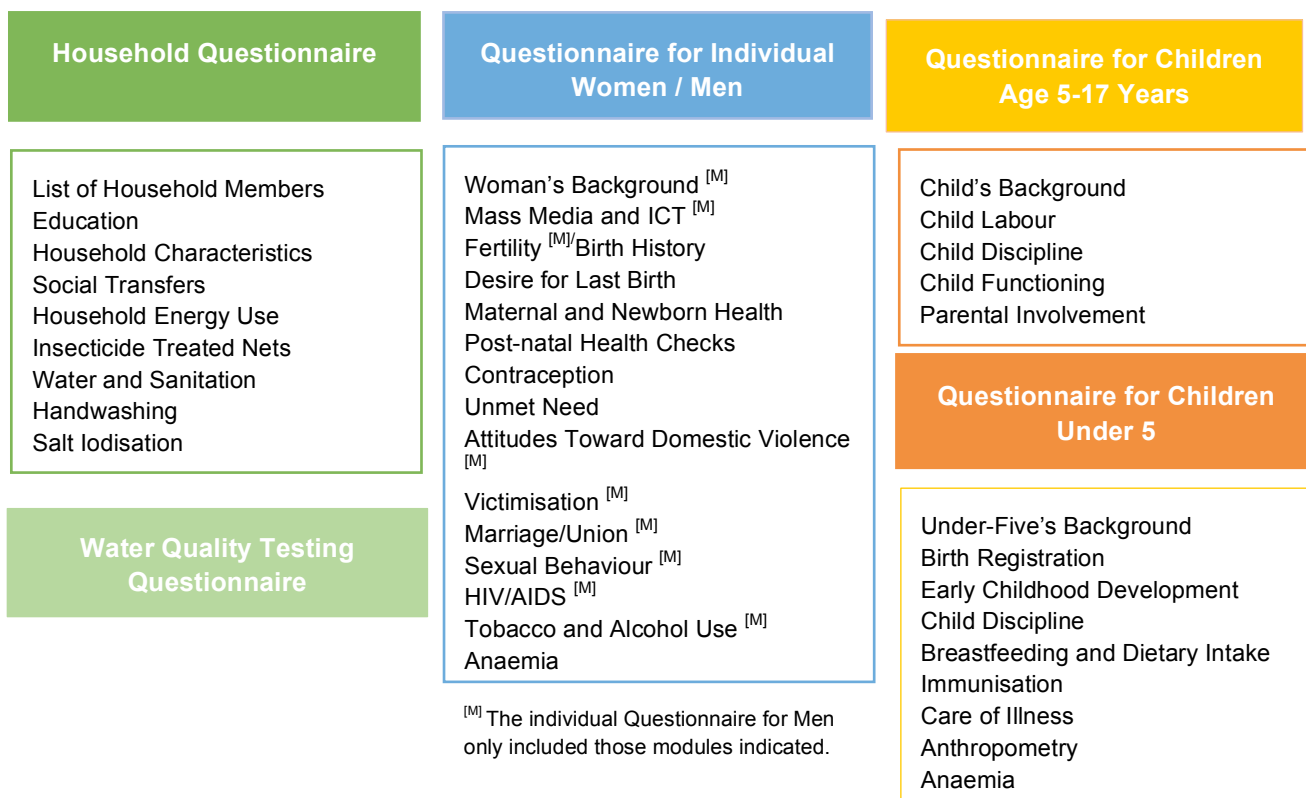 Household Questionnaire
List of Household Members
Education
Household Characteristics
Social Transfers
Household Energy Use
Insecticide Treated Nets
Water and Sanitation
Handwashing
Salt Iodisation
Water Quality Testing
Questionnaire
Questionnaire for Individual
Women / Men
Woman’s Background [M]
Mass Media and ICT [M]
Fertility [M]/Birth History
Desire for Last Birth
Maternal and Newborn Health
Post-natal Health Checks
Contraception
Unmet Need
Attitudes Toward Domestic Violence
[M]
Victimisation [M]
Marriage/Union [M]
Sexual Behaviour [M]
HIV/AIDS [M]
Tobacco and Alcohol Use [M]
Anaemia
[M] The individual Questionnaire for Men
only included those modules indicated.
Questionnaire for Children
Age 5-17 Years
Child’s Background
Child Labour
Child Discipline
Child Functioning
Parental Involvement
Questionnaire for Children
Under 5
Under-Five’s Background
Birth Registration
Early Childhood Development
Child Discipline
Breastfeeding and Dietary Intake
Immunisation
Care of Illness
Anthropometry
Anaemia